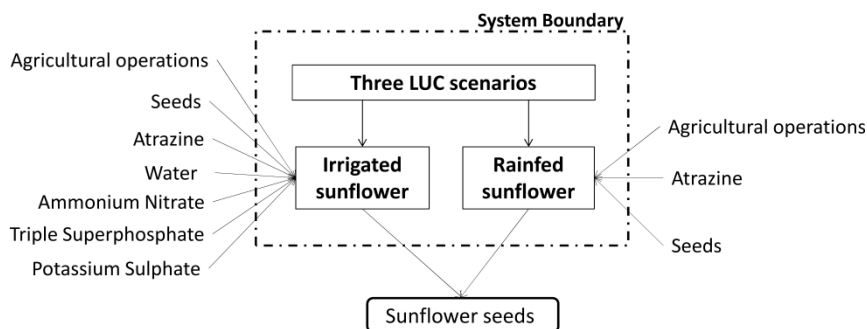 System Boundary
Agricultural operations
Seeds
Atrazine
Water
Ammonium Nitrate
Triple Superphosphate
Potassium Sulphate
Three LUC scenarios
Irrigated
sunflower
Rainfed
sunflower
Agricultural operations
Atrazine
Seeds
Sunflower seeds